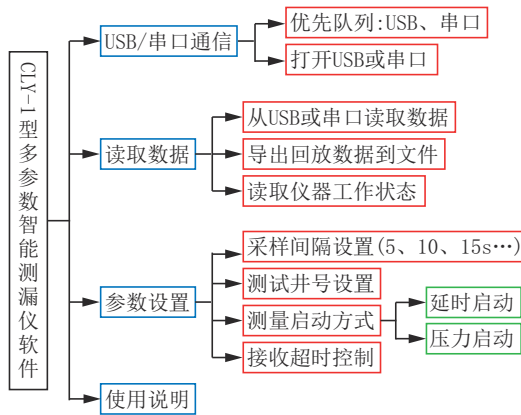 CLY-1型多参数智能测漏仪软件
USB/串口通信
优先队列:USB、串口
打开USB或串口
读取数据
从USB或串口读取数据
导出回放数据到文件
读取仪器工作状态
参数设置
采样间隔设置(5、10、15s…)
测试井号设置
测量启动方式
延时启动
压力启动
接收超时控制
使用说明